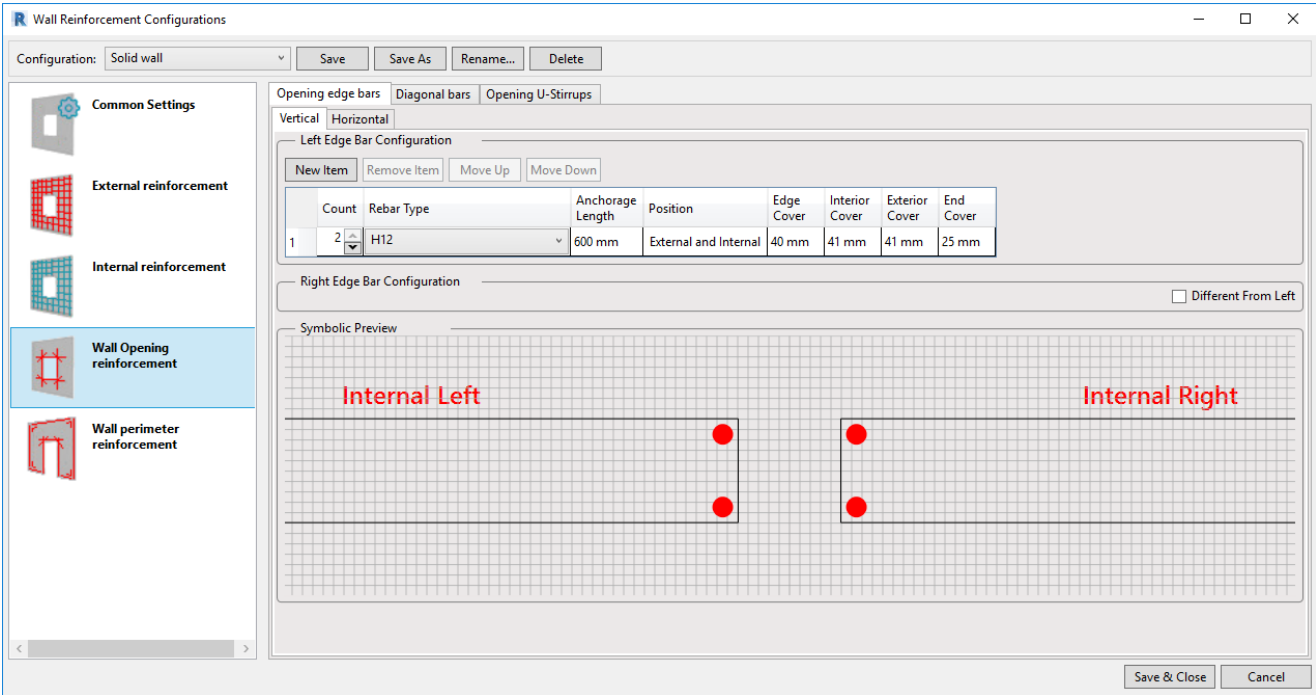 Wall Reinforcement Configurations
Configuration: Solid wall Save Save As Rename... Delete
Common Settings
External reinforcement
Internal reinforcement
Wall Opening
reinforcement
Wall perimeter
reinforcement
Opening edge bars Diagonal bars Opening U-Stirrups
Vertical Horizontal
Left Edge Bar Configuration
New Item Remove Item Move Up Move Down
Count Rebar Type Anchorage Length Position Edge Cover Interior Cover Exterior Cover End Cover
1 2 H12 600 mm External and Internal 40 mm 41 mm 41 mm 25 mm
Right Edge Bar Configuration
Different From Left
Symbolic Preview
Internal Left Internal Right
Save & Close Cancel